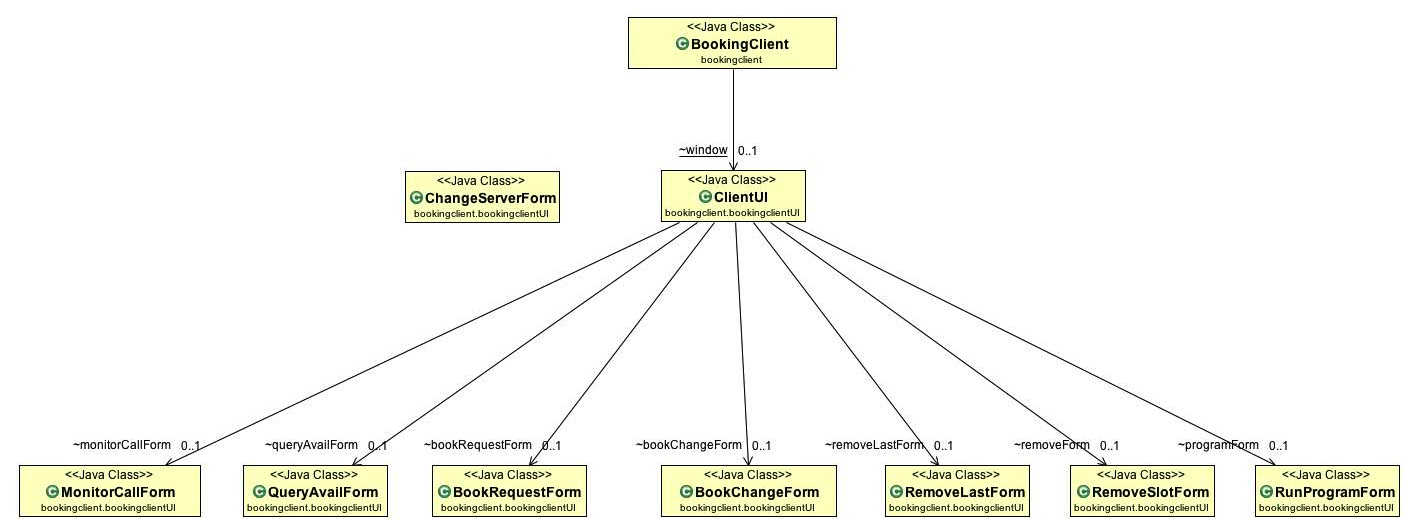 <<Java Class>>
BookingClient
bookingclient
~window 0..1
<<Java Class>>
ChangeServerForm
bookingclient.bookingclientUI
<<Java Class>>
ClientUI
bookingclient.bookingclientUI
~monitorCallForm 0..1
~queryAvailForm 0..1
~bookRequestForm 0..1
~bookChangeForm 0..1
~removeLastForm 0..1
~removeForm 0..1
~programForm 0..1
<<Java Class>>
MonitorCallForm
bookingclient.bookingclientUI
<<Java Class>>
QueryAvailForm
bookingclient.bookingclientUI
<<Java Class>>
BookRequestForm
bookingclient.bookingclientUI
<<Java Class>>
BookChangeForm
bookingclient.bookingclientUI
<<Java Class>>
RemoveLastForm
bookingclient.bookingclientUI
<<Java Class>>
RemoveSlotForm
bookingclient.bookingclientUI
<<Java Class>>
RunProgramForm
bookingclient.bookingclientUI